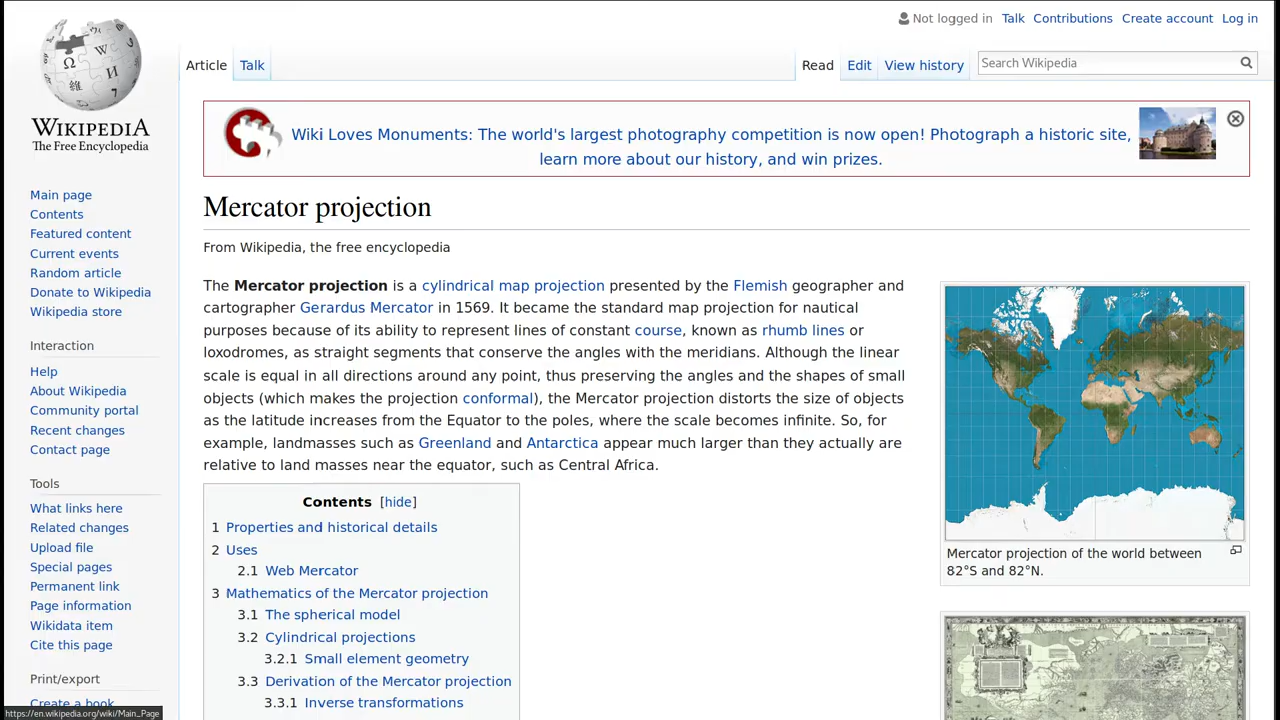 Not logged in Talk Contributions Create account Log in
Article Talk Read Edit View history Search Wikipedia
WIKIPEDIA
The Free Encyclopedia
Main page
Contents
Featured content
Current events
Random article
Donate to Wikipedia
Wikipedia store
Interaction
Help
About Wikipedia
Community portal
Recent changes
Contact page
Tools
What links here
Related changes
Upload file
Special pages
Permanent link
Page information
Wikidata item
Cite this page
Print/export
Create a book
https://en.wikipedia.org/wiki/Main_Page
Wiki Loves Monuments: The world's largest photography competition is now open! Photograph a historic site,
learn more about our history, and win prizes.
Mercator projection
From Wikipedia, the free encyclopedia
The Mercator projection is a cylindrical map projection presented by the Flemish geographer and
cartographer Gerardus Mercator in 1569. It became the standard map projection for nautical
purposes because of its ability to represent lines of constant course, known as rhumb lines or
loxodromes, as straight segments that conserve the angles with the meridians. Although the linear
scale is equal in all directions around any point, thus preserving the angles and the shapes of small
objects (which makes the projection conformal), the Mercator projection distorts the size of objects
as the latitude increases from the Equator to the poles, where the scale becomes infinite. So, for
example, landmasses such as Greenland and Antarctica appear much larger than they actually are
relative to land masses near the equator, such as Central Africa.
Contents [hide]
1 Properties and historical details
2 Uses
2.1 Web Mercator
3 Mathematics of the Mercator projection
3.1 The spherical model
3.2 Cylindrical projections
3.2.1 Small element geometry
3.3 Derivation of the Mercator projection
3.3.1 Inverse transformations
Mercator projection of the world between
82°S and 82°N.